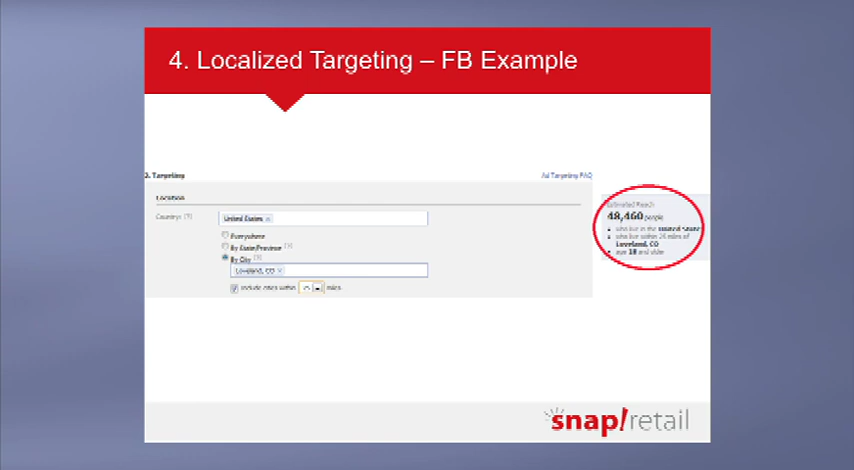 4. Localized Targeting – FB Example
2. Targeting
Ad Targeting FAQ
Location
Country: [?]
United States x
Everywhere
By State/Province [?]
By City [?]
Loveland, CO x
Include cities within
miles
Estimated Reach
48,460 people
who live in the United States
who live within 25 miles of
Loveland, CO
age 18 and older
snap!retail